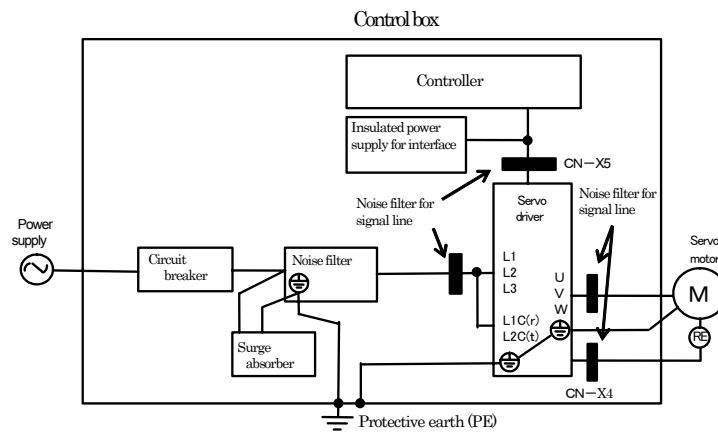 Control box
Controller
Insulated power
supply for interface
CN-X5
Noise filter for
signal line
Servo
driver
Noise filter for
signal line
Power
supply
Circuit
breaker
Noise filter
Surge
absorber
L1
L2
L3
L1C(r)
L2C(t)
U
V
W
Servo
motor
M
RE
CN-X4
Protective earth (PE)